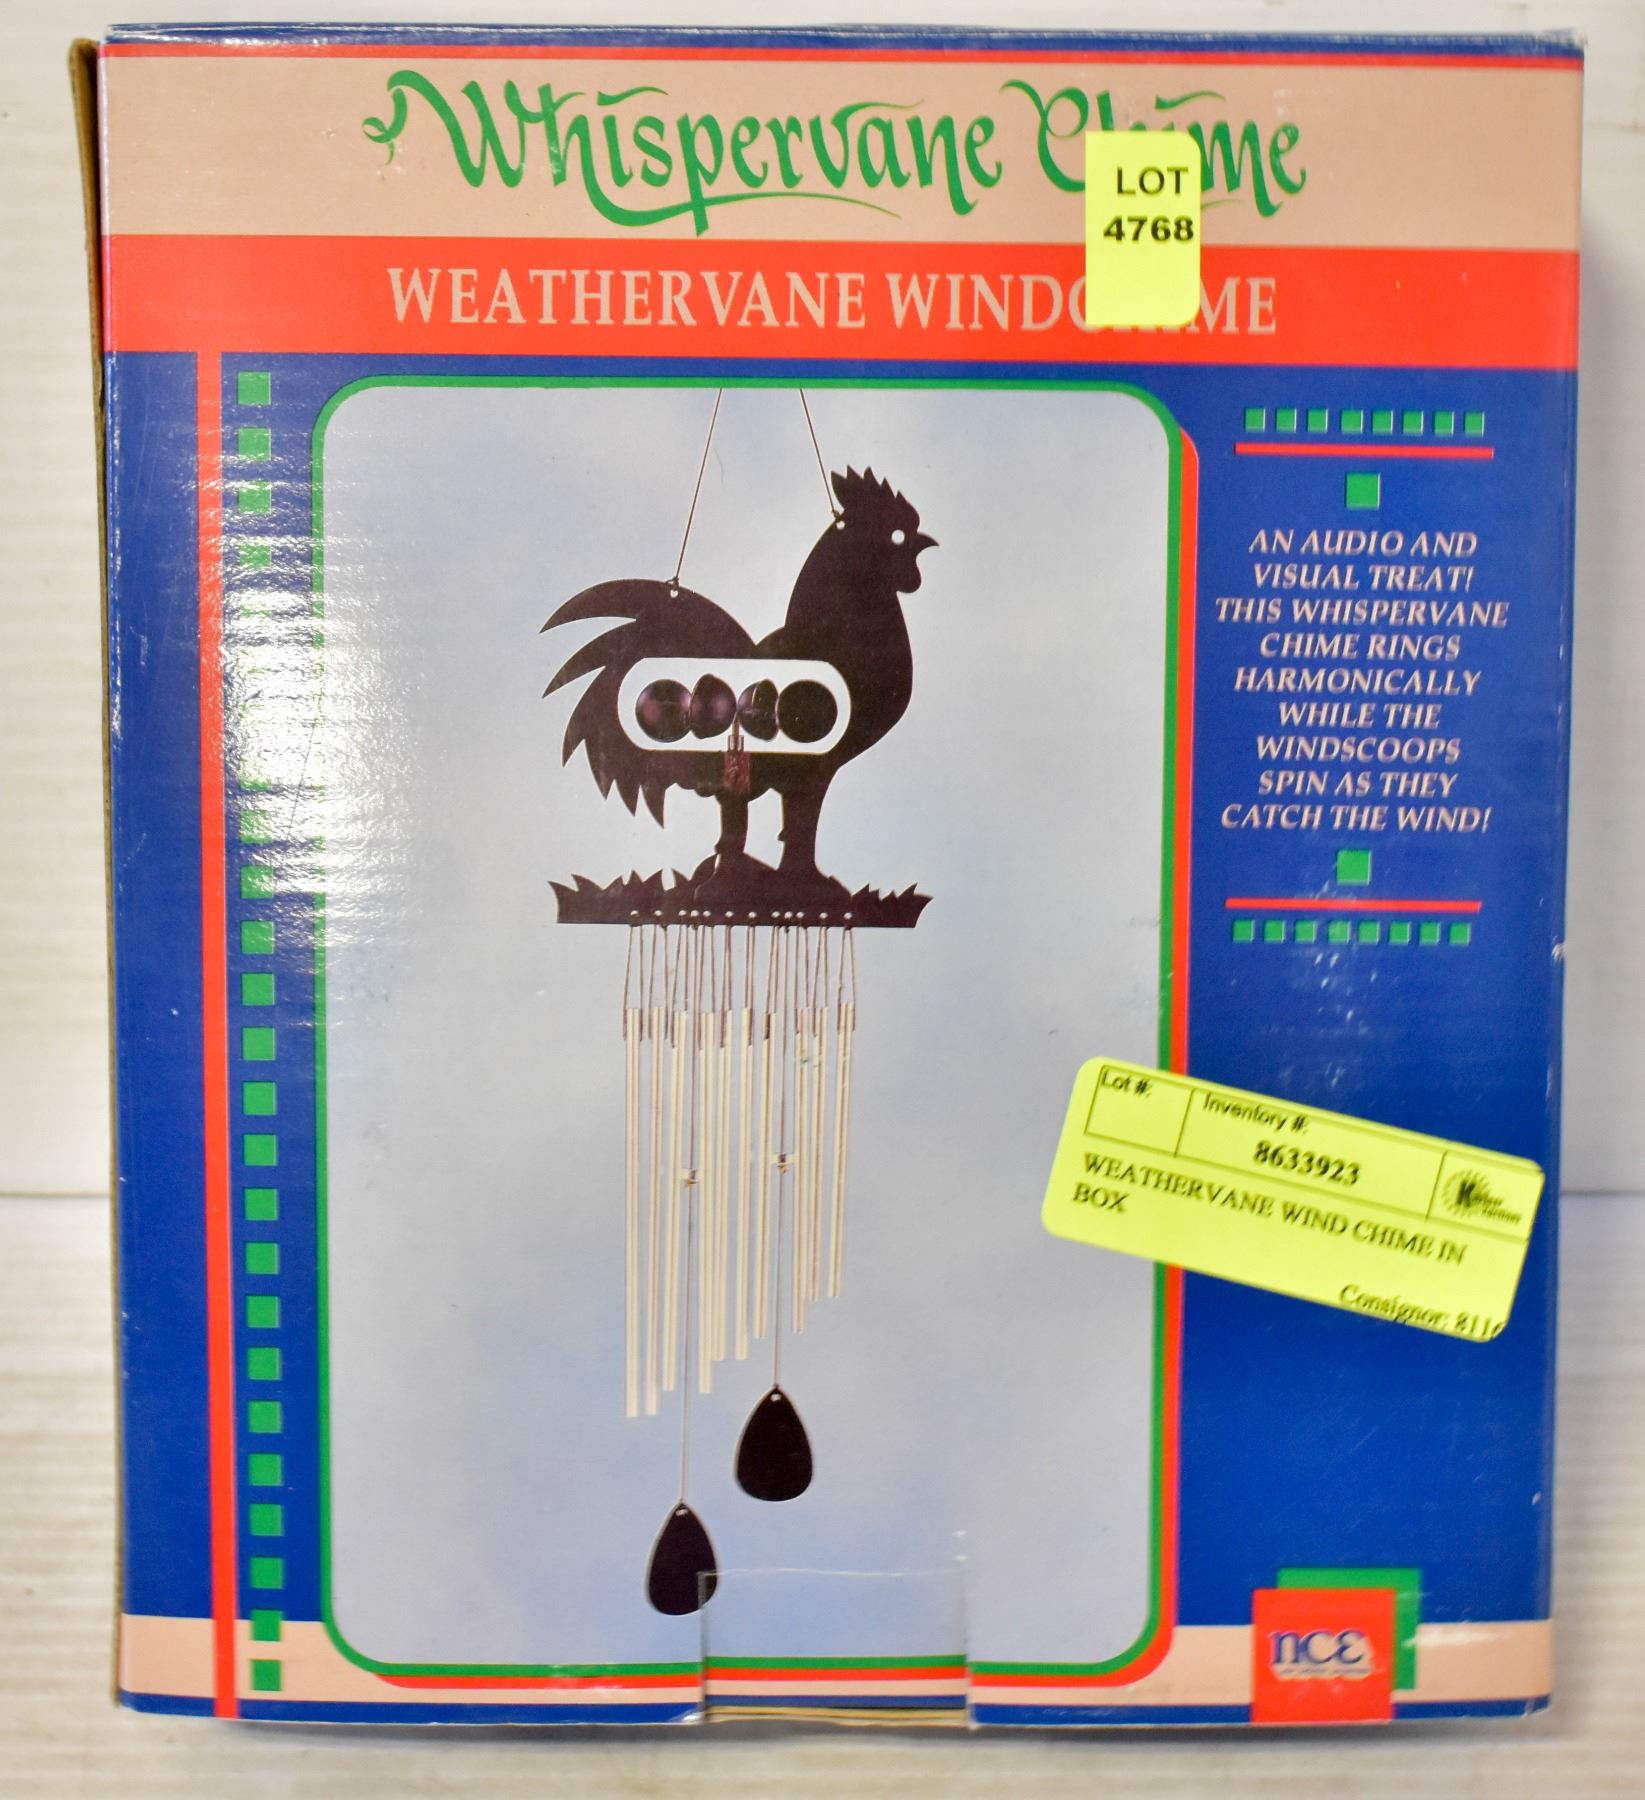 Whispervane Chime
LOT
4768
WEATHERVANE WINDCHIME
AN AUDIO AND
VISUAL TREAT!
THIS WHISPERVANE
CHIME RINGS
HARMONICALLY
WHILE THE
WINDSCOOPS
SPIN AS THEY
CATCH THE WIND!
Lot #:
Inventory #:
8633923
WEATHERVANE WIND CHIME IN
BOX
Consignor: 8116
nce